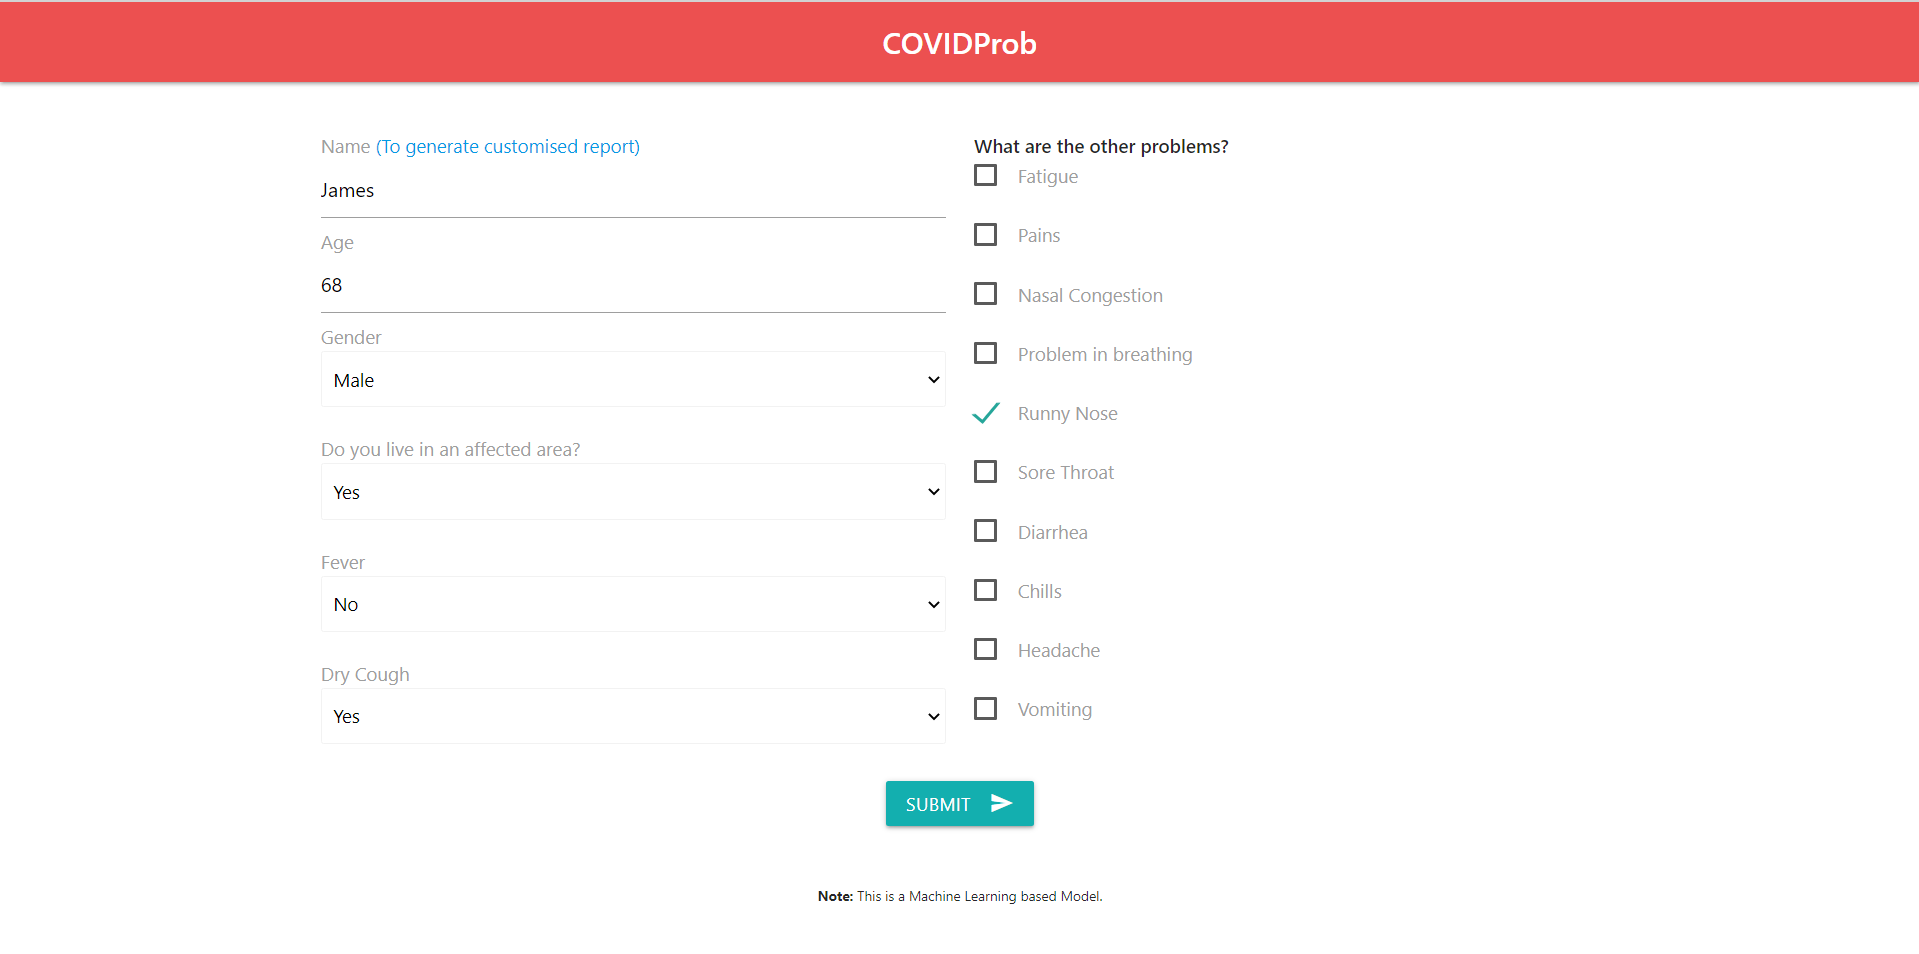 COVIDProb
Name (To generate customised report)
James
Age
68
Gender
Male
Do you live in an affected area?
Yes
Fever
No
Dry Cough
Yes
What are the other problems?
Fatigue
Pains
Nasal Congestion
Problem in breathing
Runny Nose
Sore Throat
Diarrhea
Chills
Headache
Vomiting
SUBMIT
Note: This is a Machine Learning based Model.